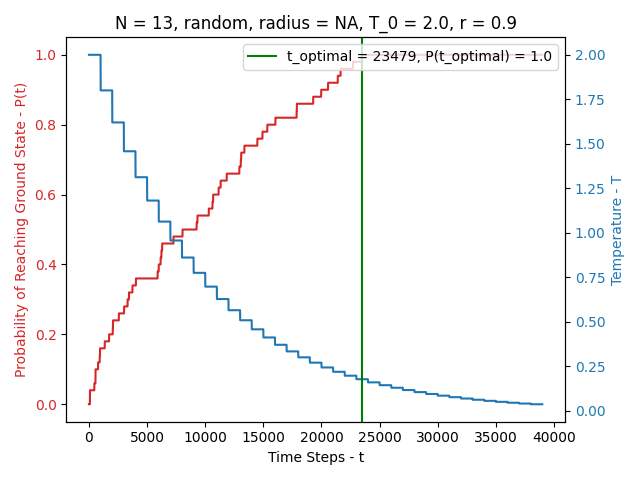 N = 13, random, radius = NA, T_0 = 2.0, r = 0.9
t_optimal = 23479, P(t_optimal) = 1.0
Probability of Reaching Ground State - P(t)
1.0
0.8
0.6
0.4
0.2
0.0
2.00
1.75
1.50
1.25
1.00
0.75
0.50
0.25
0.00
Temperature - T
0 5000 10000 15000 20000 25000 30000 35000 40000
Time Steps - t